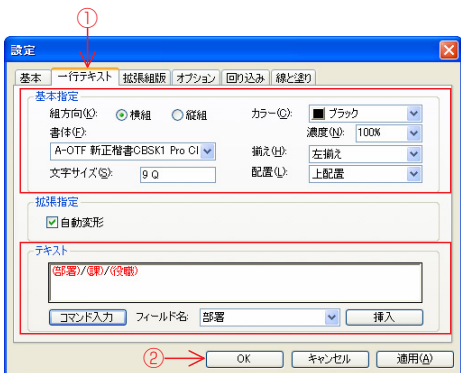 ①
設定
基本 一行テキスト 拡張組版 オプション 回り込み 線と塗り
基本指定
組方向(K): 横組 縦組 カラー(C): ブラック
書体(F): 濃度(N): 100%
A-OTF 新正楷書CBSK1 Pro Cl 揃え(H): 左揃え
文字サイズ(S): 9 Q 配置(L): 上配置
拡張指定
自動変形
テキスト
(部署)/(課)/(役職)
コマンド入力 フィールド名: 部署 挿入
② OK キャンセル 適用(A)